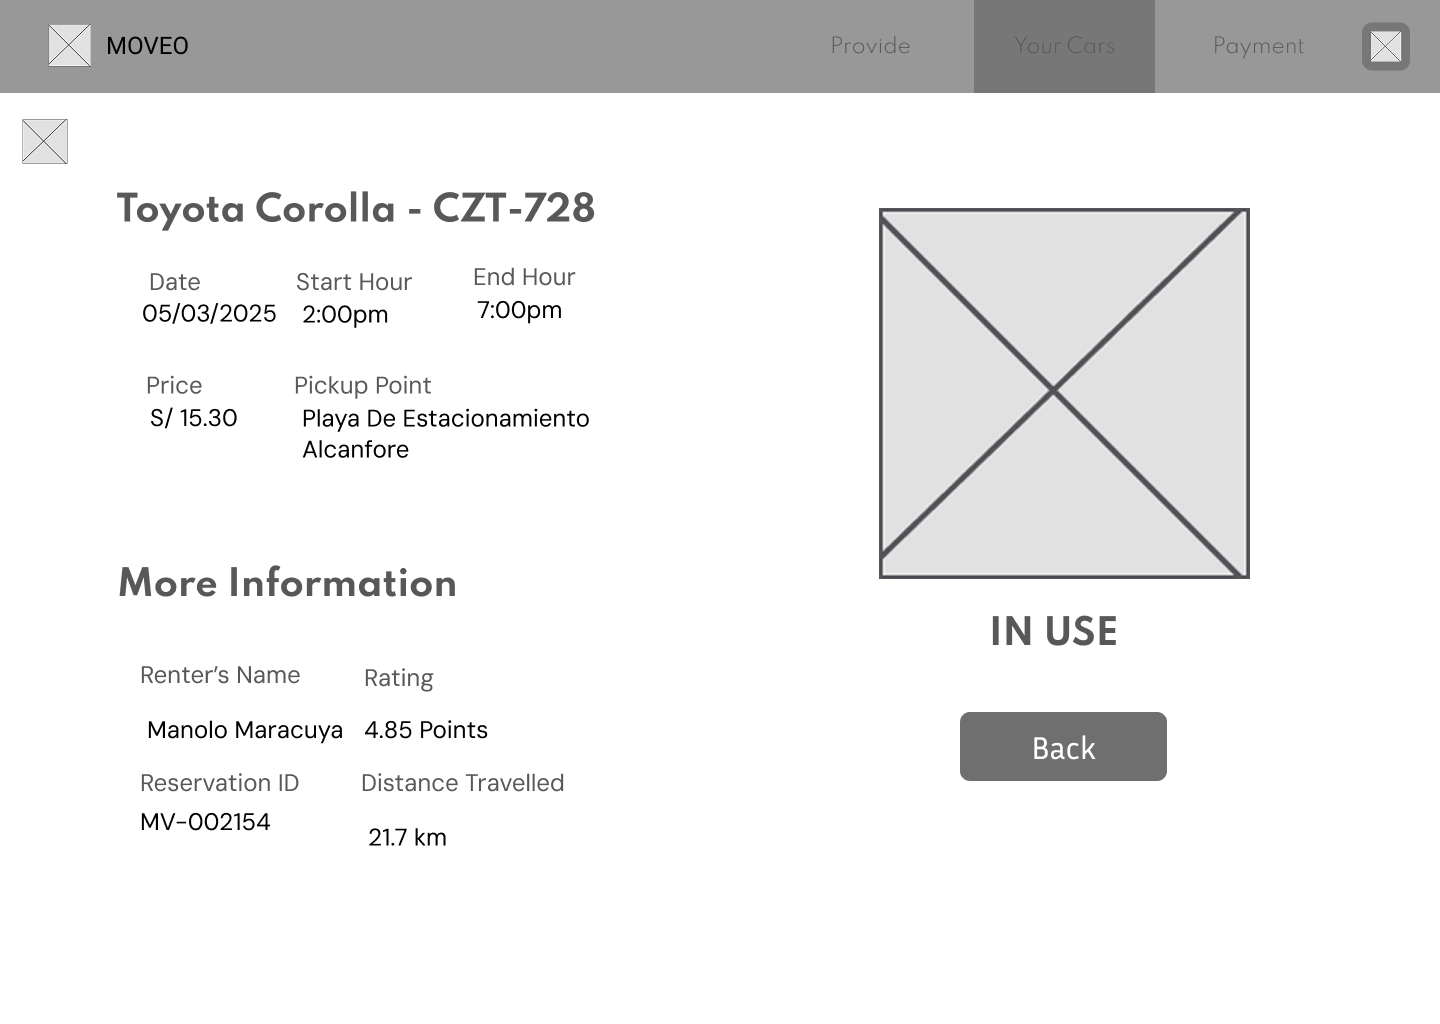 MOVEO
Provide
Your Cars
Payment
Toyota Corolla - CZT-728
Date
Start Hour
End Hour
05/03/2025
2:00pm
7:00pm
Price
Pickup Point
S/ 15.30
Playa De Estacionamiento
Alcanfore
More Information
Renter’s Name
Rating
Manolo Maracuya
4.85 Points
Reservation ID
Distance Travelled
MV-002154
21.7 km
IN USE
Back